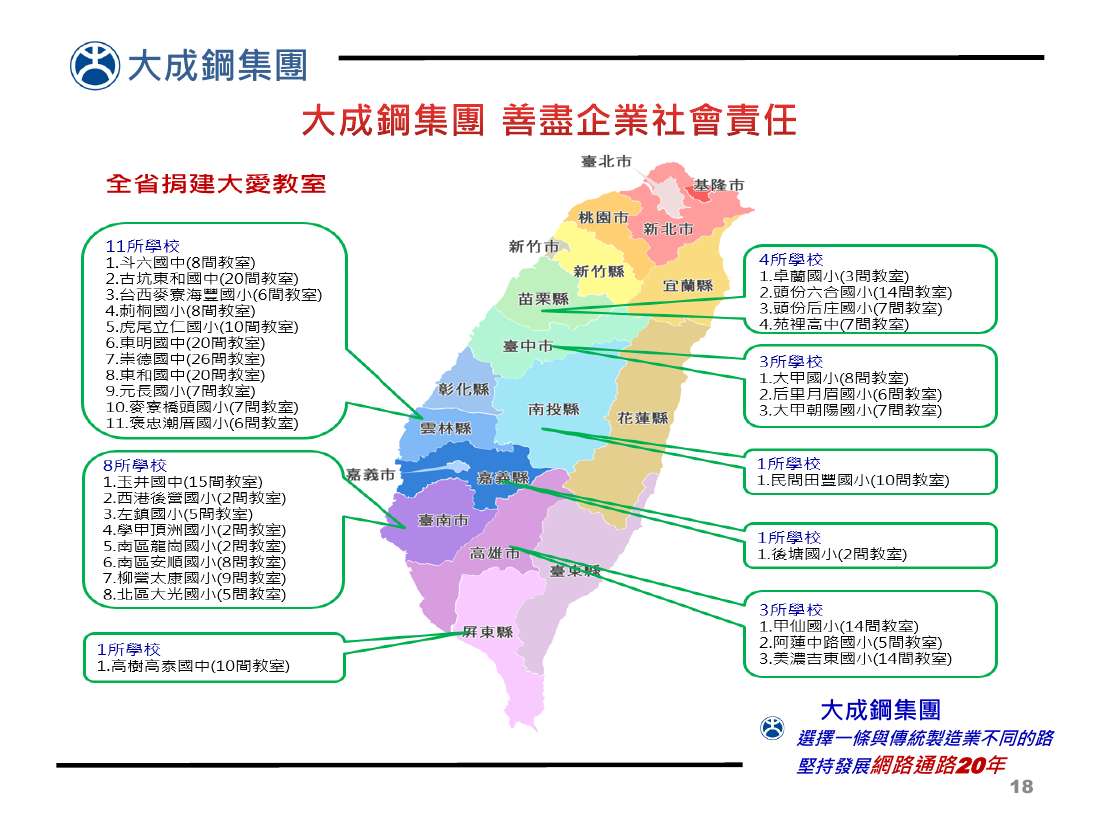 大成鋼集團
大成鋼集團 善盡企業社會責任
全省捐建大愛教室
11所學校
1.斗六國中(8間教室)
2.古坑東和國中(20間教室)
3.台西麥寮海豐國小(6間教室)
4.莿桐國小(8間教室)
5.虎尾立仁國小(10間教室)
6.東明國中(20間教室)
7.崇德國中(26間教室)
8.東和國中(20間教室)
9.元長國小(7間教室)
10.麥寮橋頭國小(7間教室)
11.褒忠潮厝國小(6間教室)
8所學校
1.玉井國中(15間教室)
2.西港後營國小(2間教室)
3.左鎮國小(5間教室)
4.學甲頂洲國小(2間教室)
5.南區龍崗國小(2間教室)
6.南區安順國小(8間教室)
7.柳營太康國小(9間教室)
8.北區大光國小(5間教室)
1所學校
1.高樹高泰國中(10間教室)
臺北市
基隆市
桃園市
新北市
新竹市
新竹縣
宜蘭縣
苗栗縣
臺中市
彰化縣
南投縣
花蓮縣
雲林縣
嘉義市
嘉義縣
臺南市
高雄市
臺東縣
屏東縣
4所學校
1.卓蘭國小(3間教室)
2.頭份六合國小(14間教室)
3.頭份后庄國小(7間教室)
4.苑裡高中(7間教室)
3所學校
1.大甲國小(8間教室)
2.后里月眉國小(6間教室)
3.大甲朝陽國小(7間教室)
1所學校
1.民間田豐國小(10間教室)
1所學校
1.後塘國小(2間教室)
3所學校
1.甲仙國小(14間教室)
2.阿蓮中路國小(5間教室)
3.美濃吉東國小(14間教室)
大成鋼集團
選擇一條與傳統製造業不同的路
堅持發展網路通路20年
18